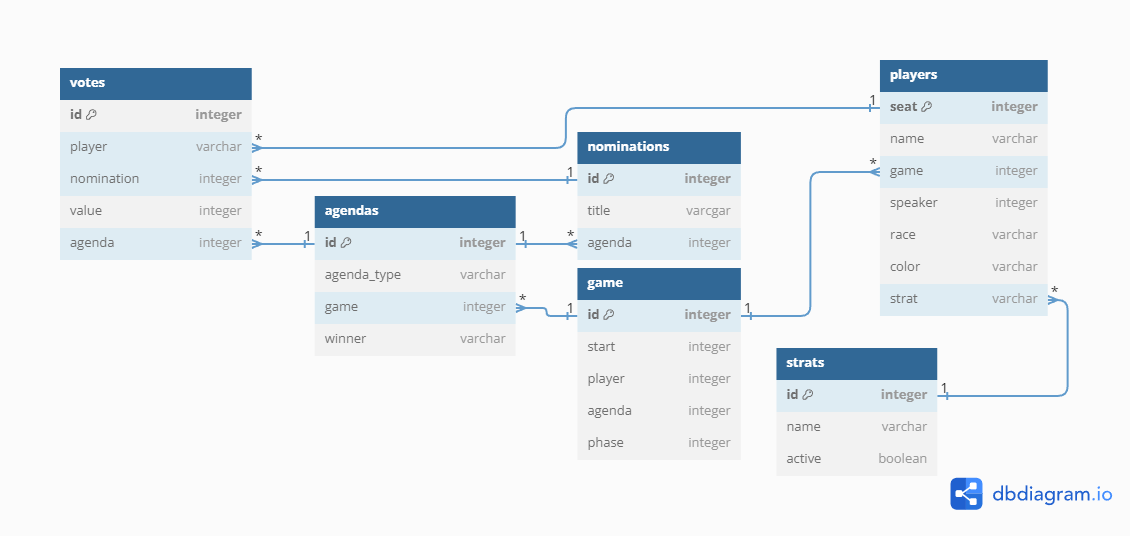 votes
id integer
player varchar
nomination integer
value integer
agenda integer
* 
*
*
agendas
id integer
agenda_type varchar
game integer
winner varchar
1
1
*
nominations
id integer
title varcgar
agenda integer
1
*
game
id integer
start integer
player integer
agenda integer
phase integer
1
1
players
seat integer
name varchar
game integer
speaker integer
race varchar
color varchar
strat varchar
1
*
*
strats
id integer
name varchar
active boolean
1
dbdiagram.io